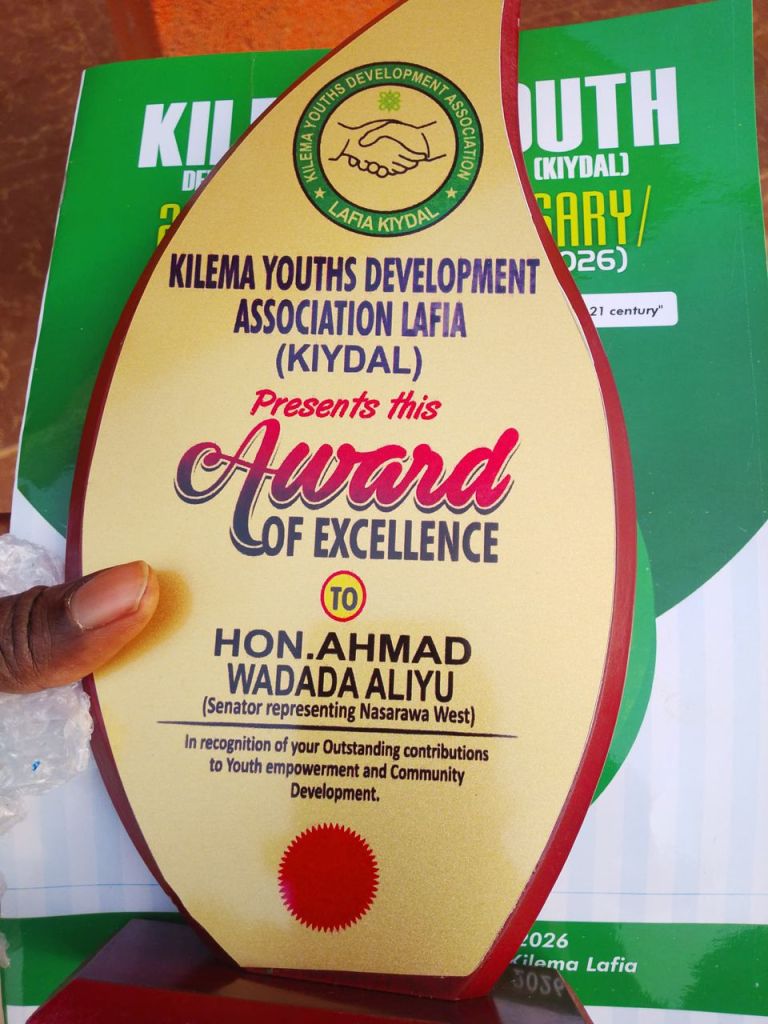 KILEMA YOUTHS DEVELOPMENT ASSOCIATION
LAFIA KIYDAL
KILEMA YOUTHS DEVELOPMENT
ASSOCIATION LAFIA
(KIYDAL)
Presents this
Award
OF EXCELLENCE
TO
HON.AHMAD
WADADA ALIYU
(Senator representing Nasarawa West)
In recognition of your Outstanding contributions
to Youth empowerment and Community
Development.
OUTH
(KIYDAL)
SARY/
026)
21 century"
2026
Kilema Lafia
2026